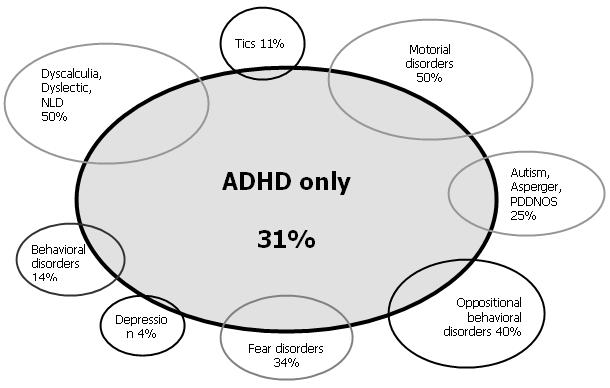 Tics 11%
Motorial
disorders
50%
Dyscalculia,
Dyslectic,
NLD
50%
ADHD only
31%
Autism,
Asperger,
PDDNOS
25%
Behavioral
disorders
14%
Depressio
n 4%
Fear disorders
34%
Oppositional
behavioral
disorders 40%